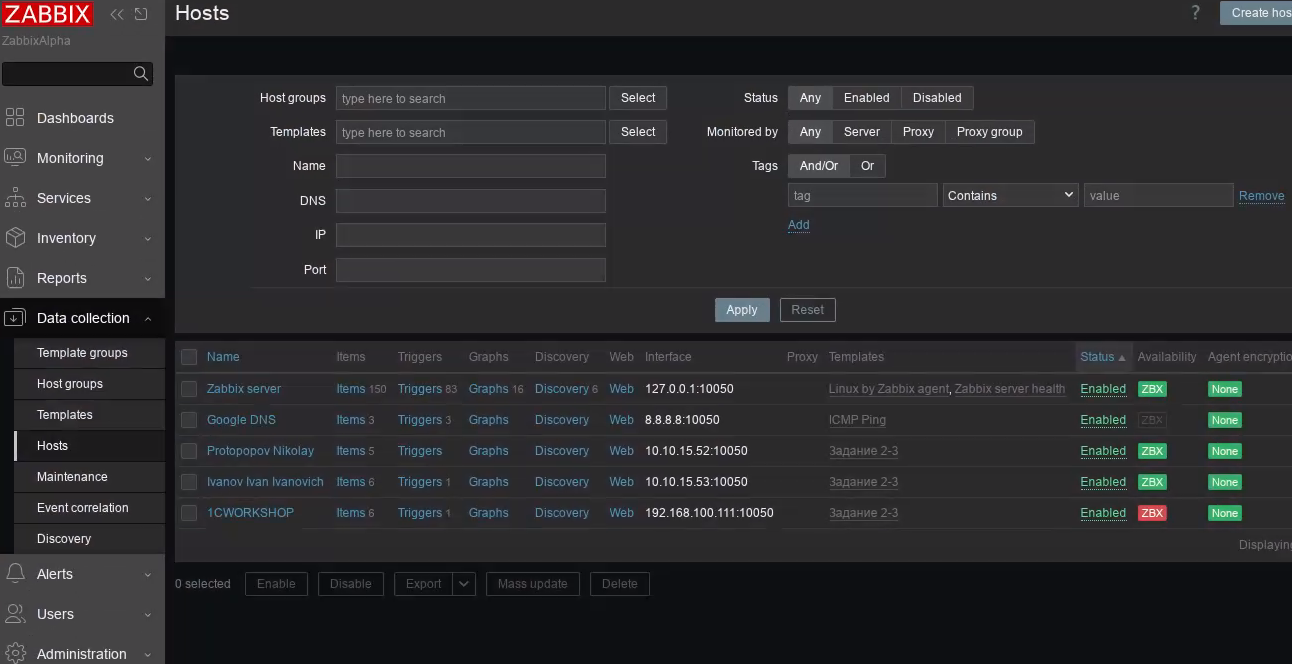 ZABBIX
ZabbixAlpha
Dashboards
Monitoring
Services
Inventory
Reports
Data collection
Template groups
Host groups
Templates
Hosts
Maintenance
Event correlation
Discovery
Alerts
Users
Administration
Hosts
? Create hos
Host groups type here to search Select
Templates type here to search Select
Name
DNS
IP
Port
Status Any Enabled Disabled
Monitored by Any Server Proxy Proxy group
Tags And/Or Or
tag Contains value Remove
Add
Apply Reset
Name Items Triggers Graphs Discovery Web Interface Proxy Templates Status ▲ Availability Agent encryptio
Zabbix server Items 150 Triggers 83 Graphs 16 Discovery 6 Web 127.0.0.1:10050 Linux by Zabbix agent, Zabbix server health Enabled ZBX None
Google DNS Items 3 Triggers 3 Graphs Discovery Web 8.8.8.8:10050 ICMP Ping Enabled ZBX None
Protopopov Nikolay Items 5 Triggers Graphs Discovery Web 10.10.15.52:10050 Задание 2-3 Enabled ZBX None
Ivanov Ivan Ivanovich Items 6 Triggers 1 Graphs Discovery Web 10.10.15.53:10050 Задание 2-3 Enabled ZBX None
1CWORKSHOP Items 6 Triggers 1 Graphs Discovery Web 192.168.100.111:10050 Задание 2-3 Enabled ZBX None
Displaying
0 selected Enable Disable Export Mass update Delete